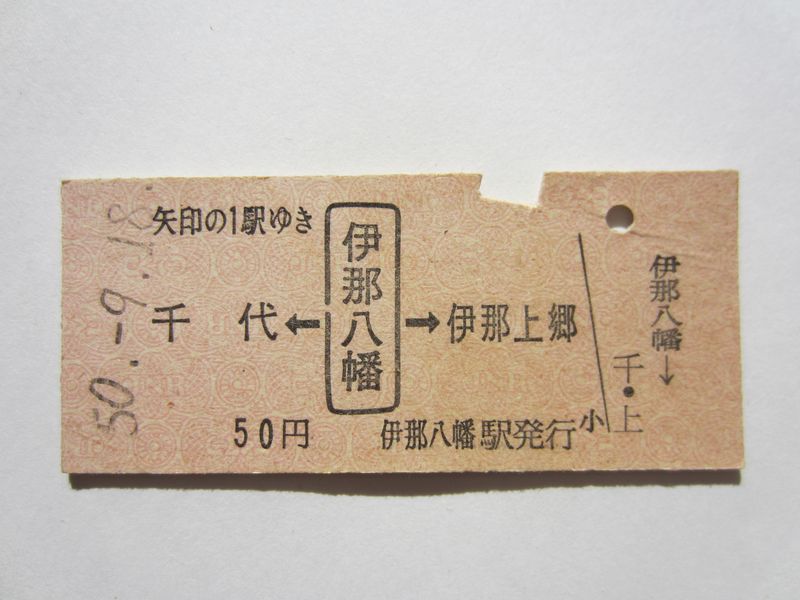 50.-9.18.
矢印の1駅ゆき
伊那八幡
千代←
→伊那上郷
50円
伊那八幡駅発行
小
伊那八幡→
千・上